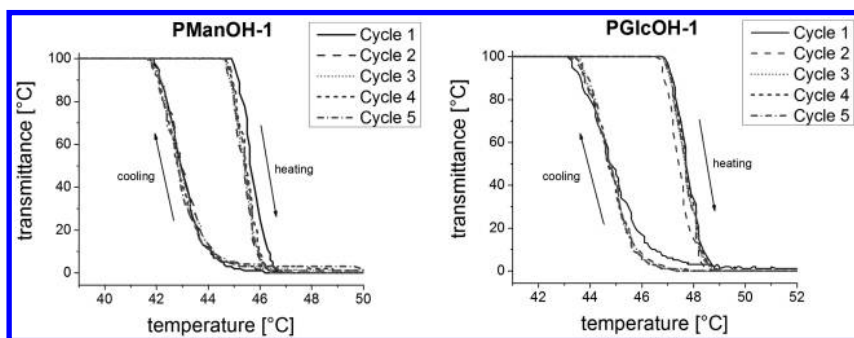 PManOH-1
Cycle 1
Cycle 2
Cycle 3
Cycle 4
Cycle 5
transmittance [°C]
100
80
60
40
20
0
cooling
heating
40 42 44 46 48 50
temperature [°C]
PGlcOH-1
Cycle 1
Cycle 2
Cycle 3
Cycle 4
Cycle 5
transmittance [°C]
100
80
60
40
20
0
cooling
heating
42 44 46 48 50 52
temperature [°C]